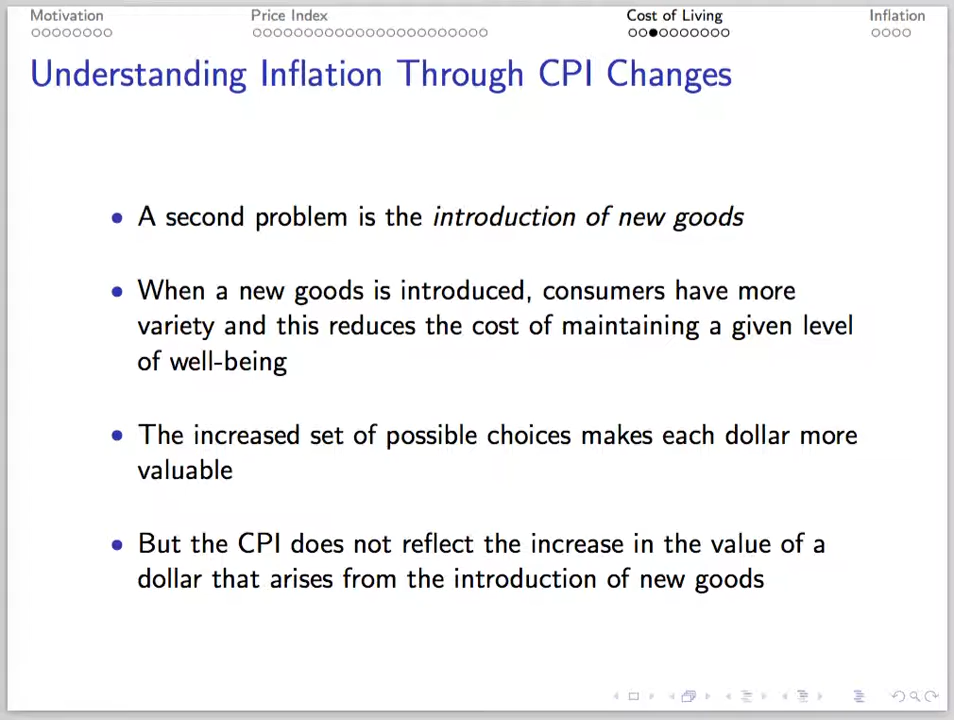 Motivation
Price Index
Cost of Living
Inflation
Understanding Inflation Through CPI Changes
• A second problem is the introduction of new goods
• When a new goods is introduced, consumers have more
variety and this reduces the cost of maintaining a given level
of well-being
• The increased set of possible choices makes each dollar more
valuable
• But the CPI does not reflect the increase in the value of a
dollar that arises from the introduction of new goods